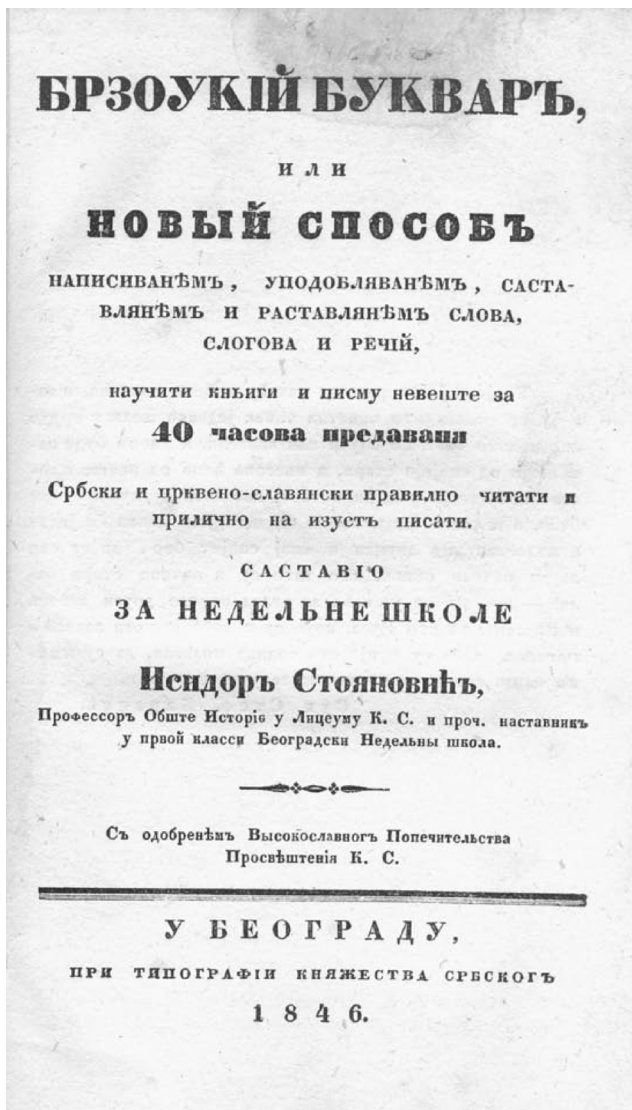 БРЗОУКІЙ БУКВАРЪ,
или
НОВЫЙ СПОСОБЪ
НАПИСИВАНѢМЪ, УПОДОБЛЯВАНѢМЪ, САСТА-
ВЛЯНѢМЪ И РАСТАВЛЯНѢМЪ СЛОВА,
СЛОГОВА И РЕЧІЙ,
научити кньиги и писму невеште за
40 часова предаваня
Србски и црквено-славянски правилно читати и
прилично на изустъ писати.
САСТАВІО
ЗА НЕДЕЛЬНЕ ШКОЛЕ
Исидоръ Стояновићъ,
Профессоръ Обште Историє у Лицеуму К. С. и проч. наставникъ
у првой класси Београдски Недельны школа.
Съ одобренѣмъ Высокославногъ Попечительства
Просвѣштенія К. С.
У БЕОГРАДУ,
ПРИ ТИПОГРАФІИ КНЯЖЕСТВА СРБСКОГЪ
1846.